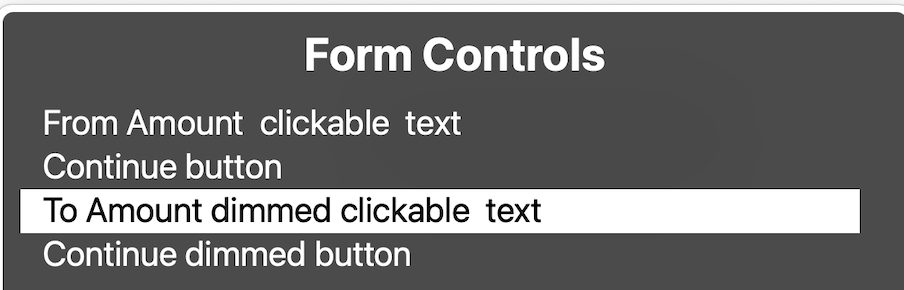 Form Controls
From Amount clickable text
Continue button
To Amount dimmed clickable text
Continue dimmed button